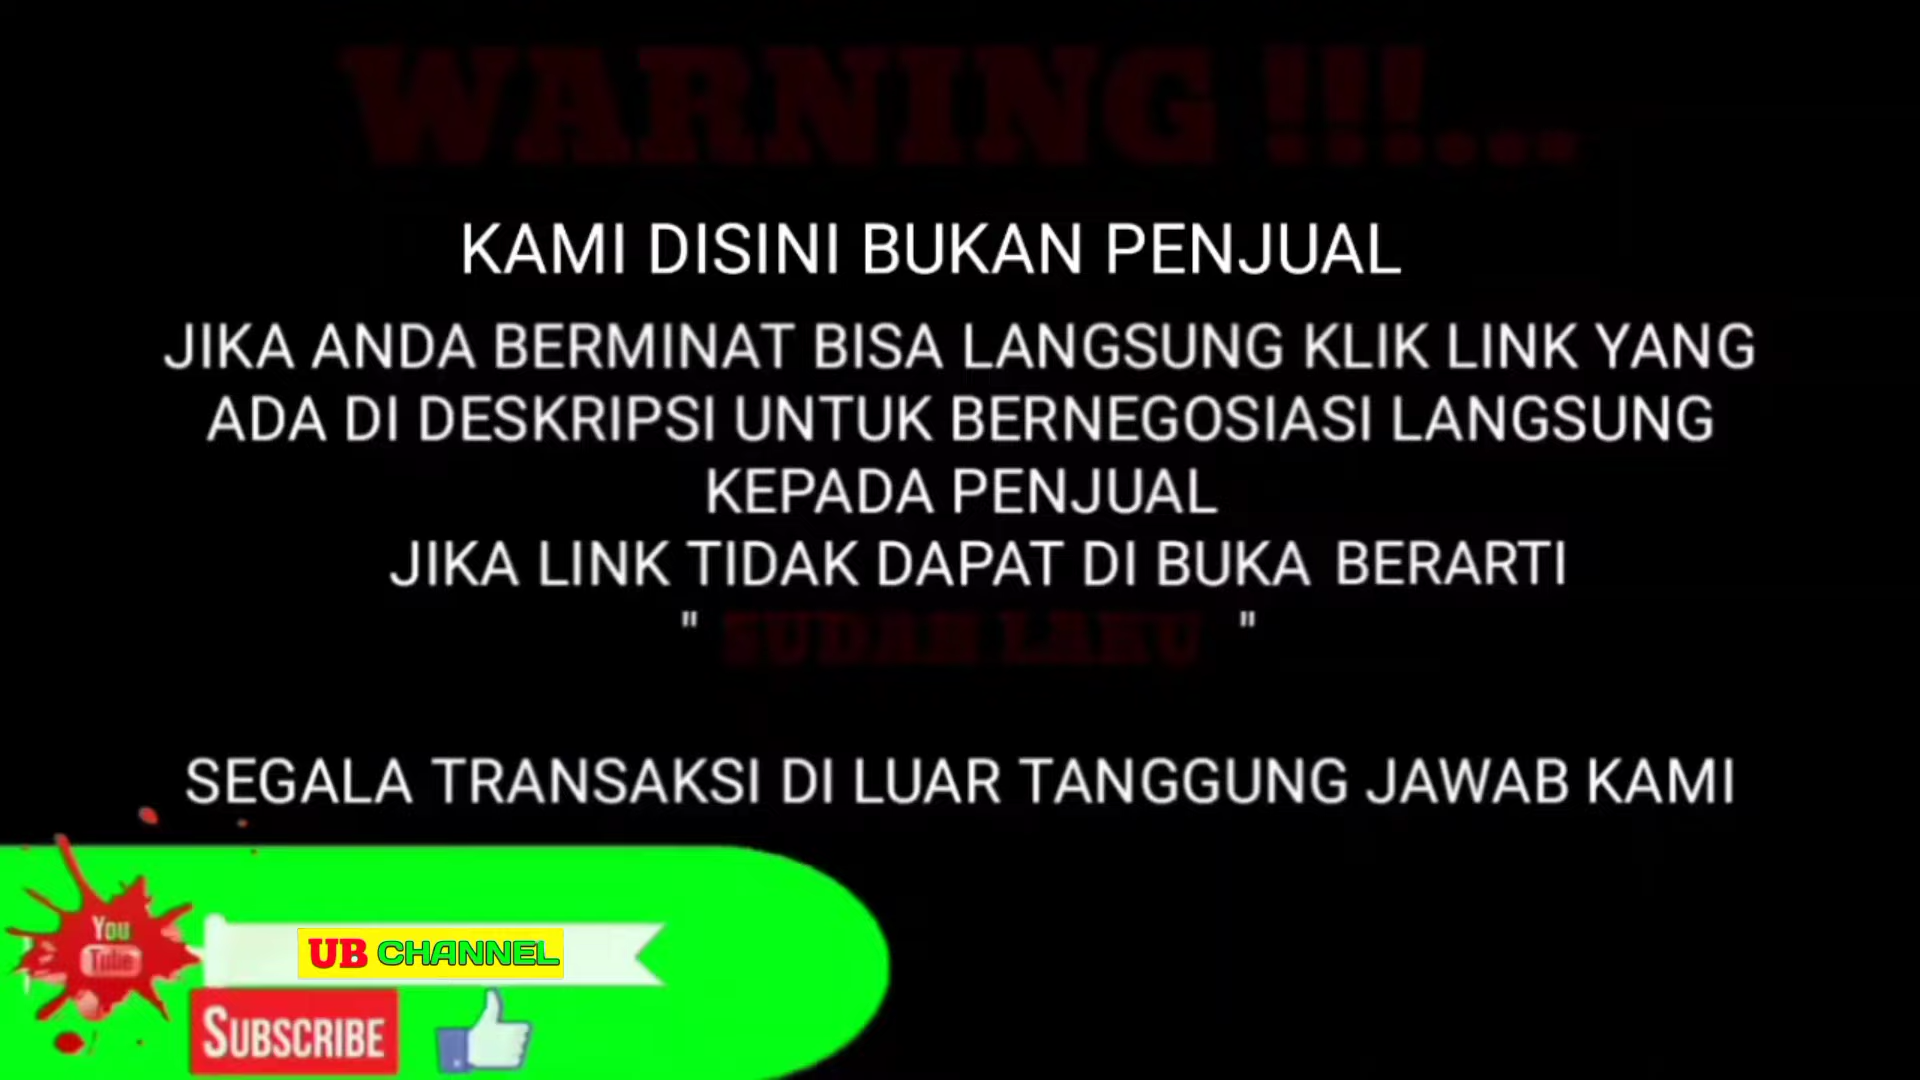 WARNING !!!...
KAMI DISINI BUKAN PENJUAL
JIKA ANDA BERMINAT BISA LANGSUNG KLIK LINK YANG
ADA DI DESKRIPSI UNTUK BERNEGOSIASI LANGSUNG
KEPADA PENJUAL
JIKA LINK TIDAK DAPAT DI BUKA BERARTI
" SUDAH LAKU "
SEGALA TRANSAKSI DI LUAR TANGGUNG JAWAB KAMI
You
Tube
UB CHANNEL
SUBSCRIBE